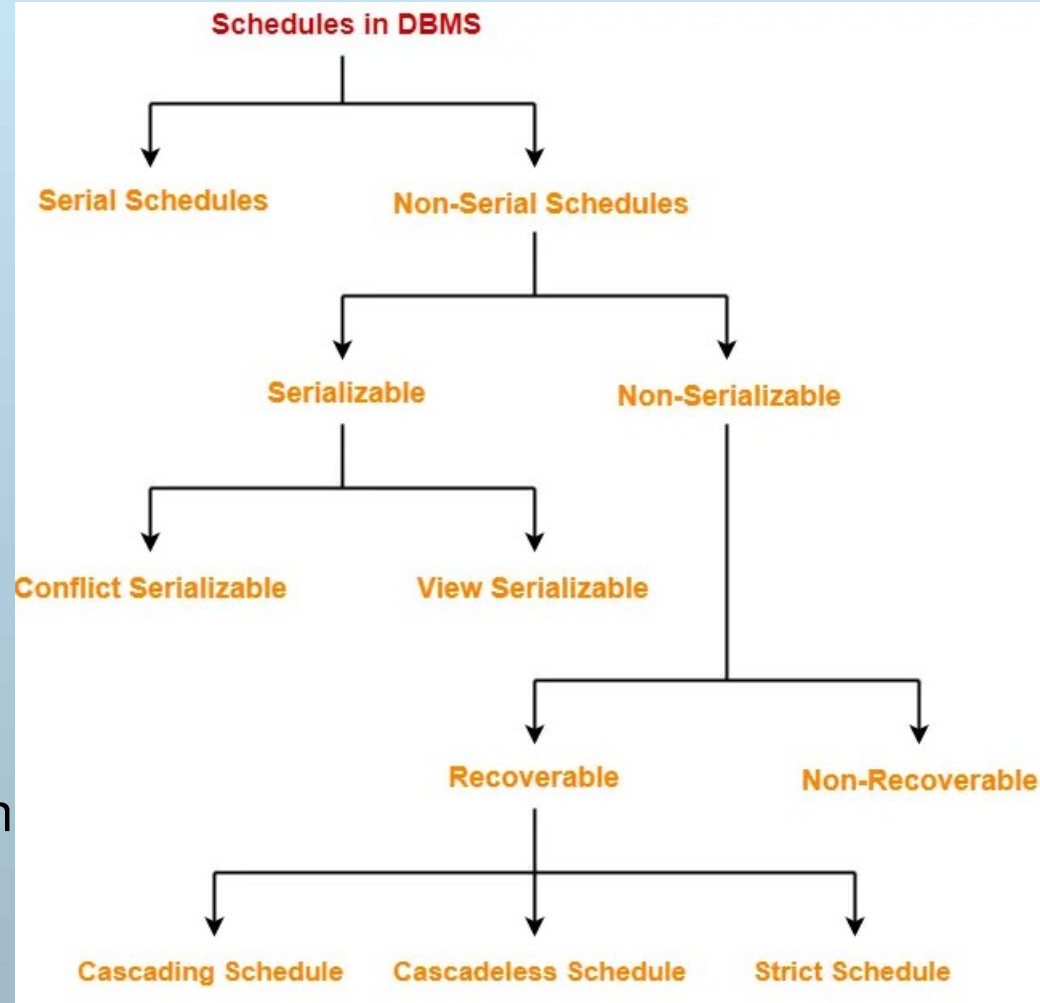 Schedules in DBMS
Serial Schedules
Non-Serial Schedules
Serializable
Non-Serializable
Conflict Serializable
View Serializable
Recoverable
Non-Recoverable
n
Cascading Schedule
Cascadeless Schedule
Strict Schedule